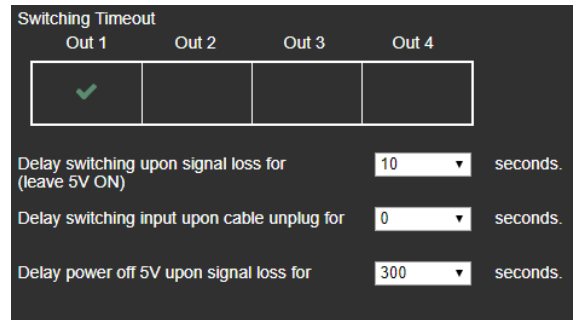 Switching Timeout
Out 1 Out 2 Out 3 Out 4
Delay switching upon signal loss for 10 seconds.
(leave 5V ON)
Delay switching input upon cable unplug for 0 seconds.
Delay power off 5V upon signal loss for 300 seconds.